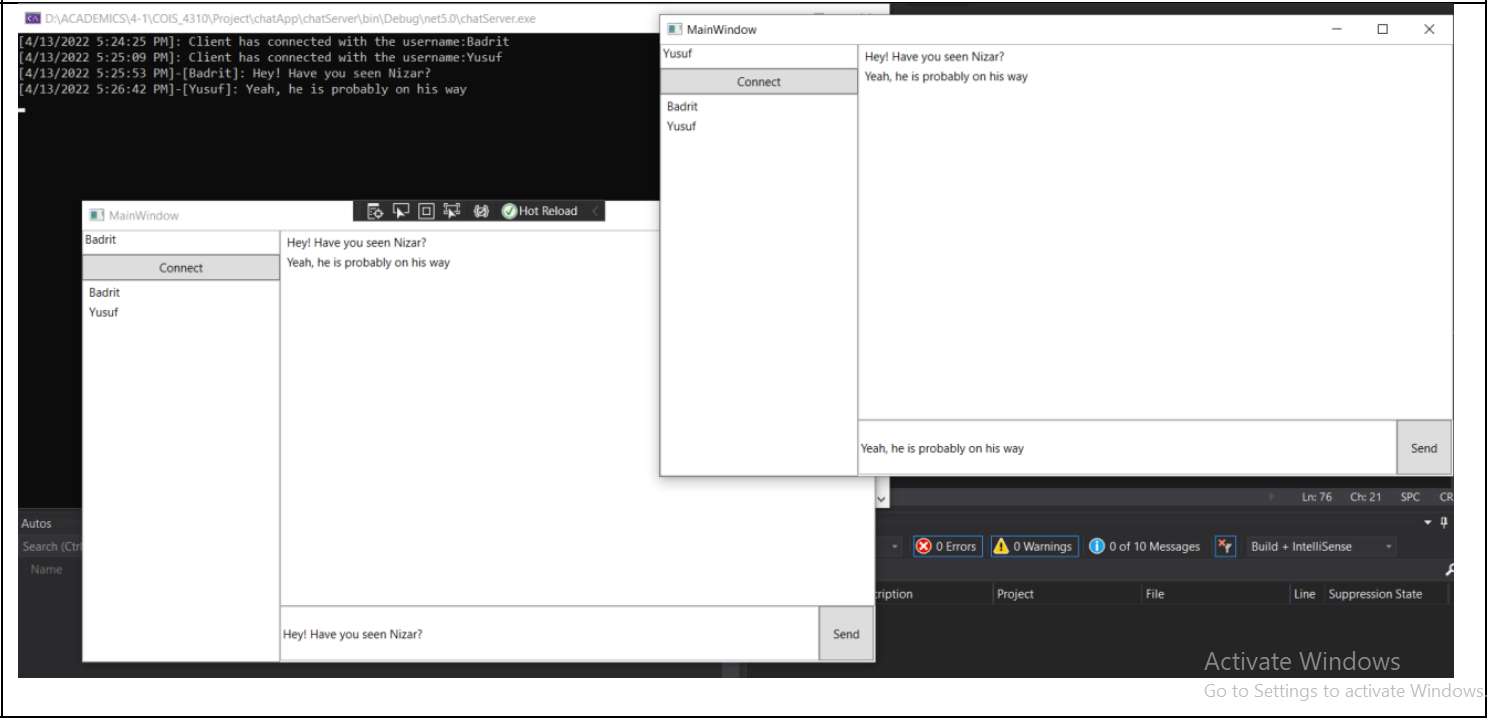 D:\ACADEMICS\4-1\COIS_4310\Project\chatApp\chatServer\bin\Debug\net5.0\chatServer.exe
[4/13/2022 5:24:25 PM]: Client has connected with the username:Badrit
[4/13/2022 5:25:09 PM]: Client has connected with the username:Yusuf
[4/13/2022 5:25:53 PM]-[Badrit]: Hey! Have you seen Nizar?
[4/13/2022 5:26:42 PM]-[Yusuf]: Yeah, he is probably on his way
MainWindow
Yusuf
Connect
Badrit
Yusuf
Hey! Have you seen Nizar?
Yeah, he is probably on his way
Yeah, he is probably on his way
Send
MainWindow
Hot Reload
Badrit
Connect
Badrit
Yusuf
Hey! Have you seen Nizar?
Yeah, he is probably on his way
Hey! Have you seen Nizar?
Send
Ln: 76 Ch: 21 SPC CR
Autos
Search (Ctrl
Name
0 Errors 0 Warnings 0 of 10 Messages Build + IntelliSense
cription Project File Line Suppression State
Activate Windows
Go to Settings to activate Windows.